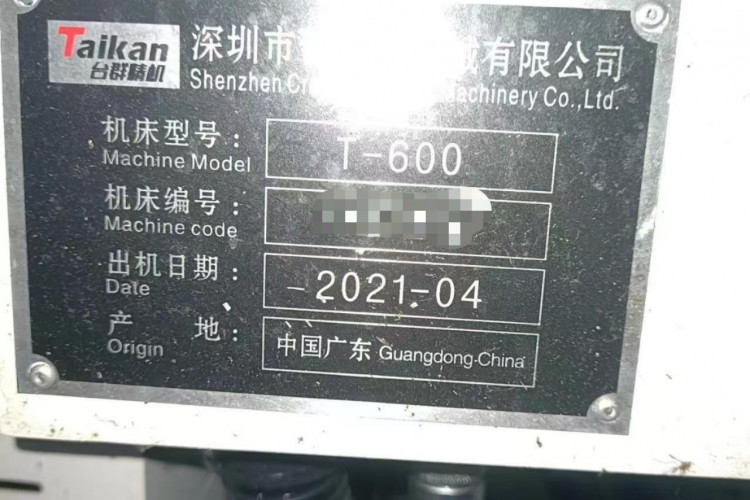 Taikan
台群精机
深圳市 械有限公司
Shenzhen achinery Co.,Ltd.
机床型号：
Machine Model
T-600
机床编号：
Machine code
出机日期：
Date
2021-04
产 地：
Origin
中国广东 Guangdong·China